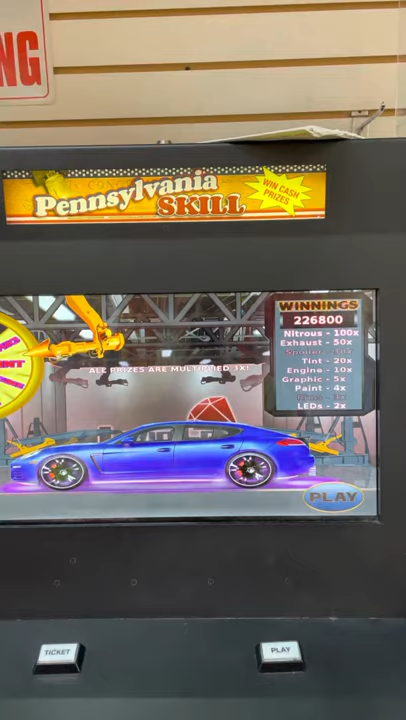 NG
Pennsylvania
SKILL
WIN CASH
PRIZES
WINNINGS
226800
Nitrous - 100x
Exhaust - 50x
Tint - 20x
Engine - 10x
Graphic - 5x
Paint - 4x
LEDs - 2x
ALL PRIZES ARE MULTIPLIED 3X!
PLAY
TICKET
PLAY